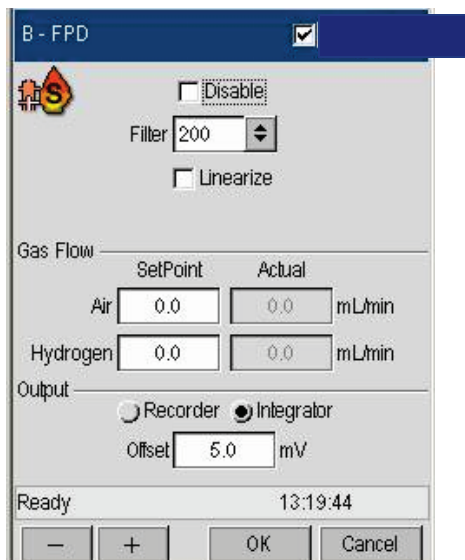 B - FPD
S
Disable
Filter 200
Linearize
Gas Flow
SetPoint Actual
Air 0.0 0.0 mL/min
Hydrogen 0.0 0.0 mL/min
Output
Recorder Integrator
Offset 5.0 mV
Ready 13:19:44
− + OK Cancel